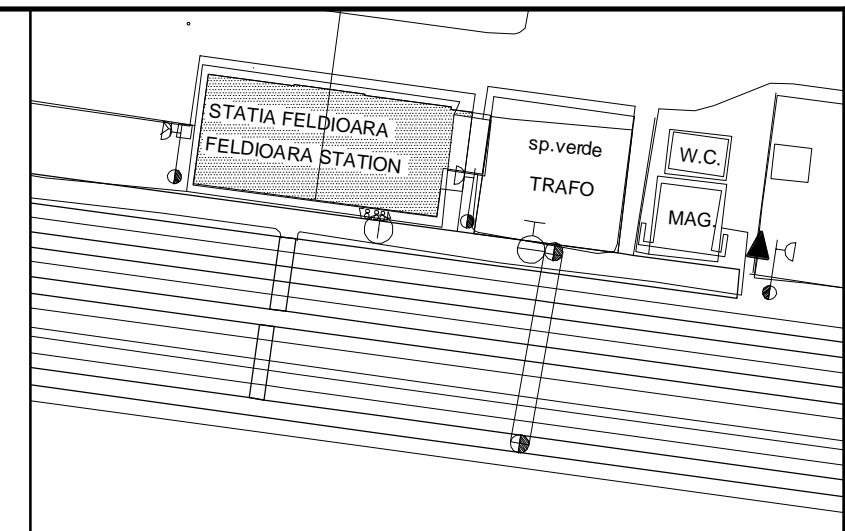 STATIA FELDIOARA
FELDIOARA STATION
sp.verde
TRAFO
W.C.
MAG.